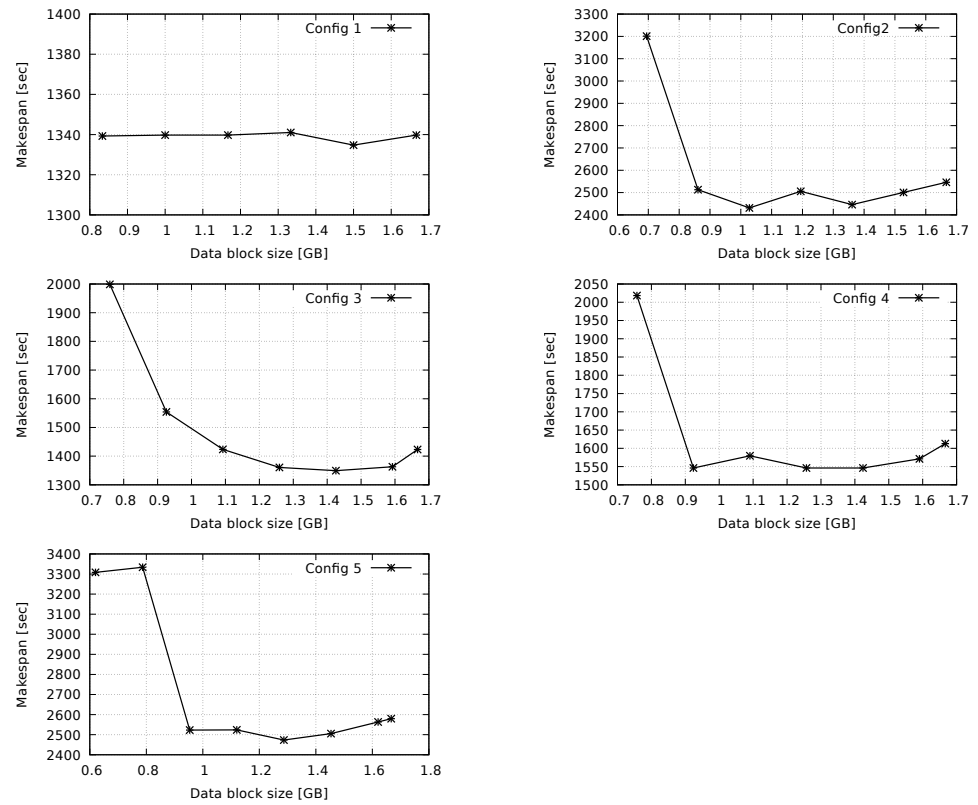 Config 1
Makespan [sec]
1400
1380
1360
1340
1320
1300
0.8 0.9 1 1.1 1.2 1.3 1.4 1.5 1.6 1.7
Data block size [GB]
Config2
Makespan [sec]
3300
3200
3100
3000
2900
2800
2700
2600
2500
2400
0.6 0.7 0.8 0.9 1 1.1 1.2 1.3 1.4 1.5 1.6 1.7
Data block size [GB]
Config 3
Makespan [sec]
2000
1900
1800
1700
1600
1500
1400
1300
0.7 0.8 0.9 1 1.1 1.2 1.3 1.4 1.5 1.6 1.7
Data block size [GB]
Config 4
Makespan [sec]
2050
2000
1950
1900
1850
1800
1750
1700
1650
1600
1550
1500
0.7 0.8 0.9 1 1.1 1.2 1.3 1.4 1.5 1.6 1.7
Data block size [GB]
Config 5
Makespan [sec]
3400
3300
3200
3100
3000
2900
2800
2700
2600
2500
2400
0.6 0.8 1 1.2 1.4 1.6 1.8
Data block size [GB]